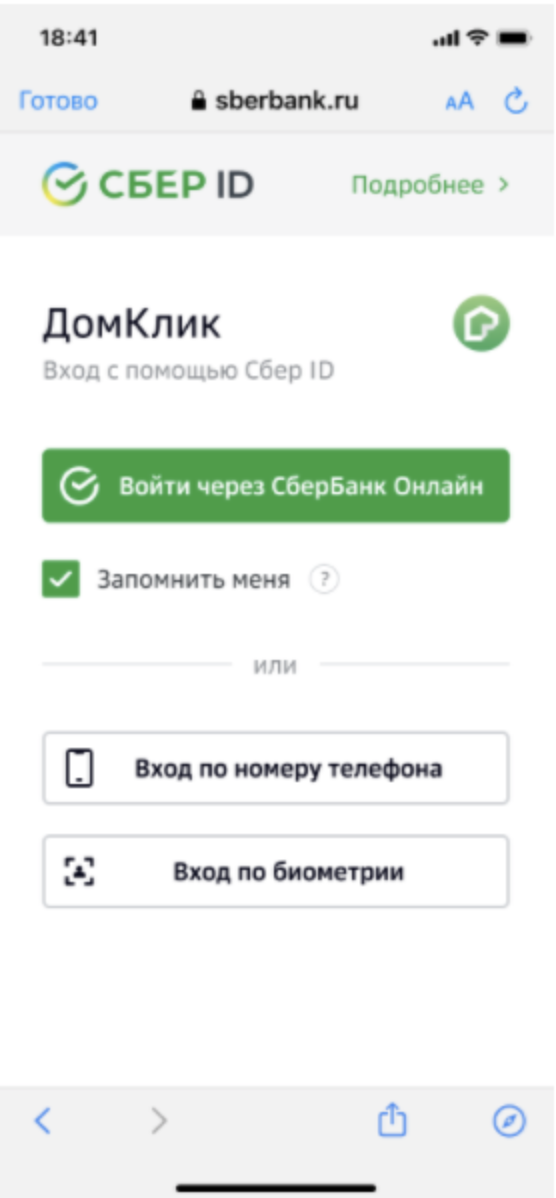 18:41
Готово sberbank.ru AA
СБЕР ID Подробнее >
ДомКлик
Вход с помощью Сбер ID
Войти через СберБанк Онлайн
Запомнить меня ?
или
Вход по номеру телефона
Вход по биометрии